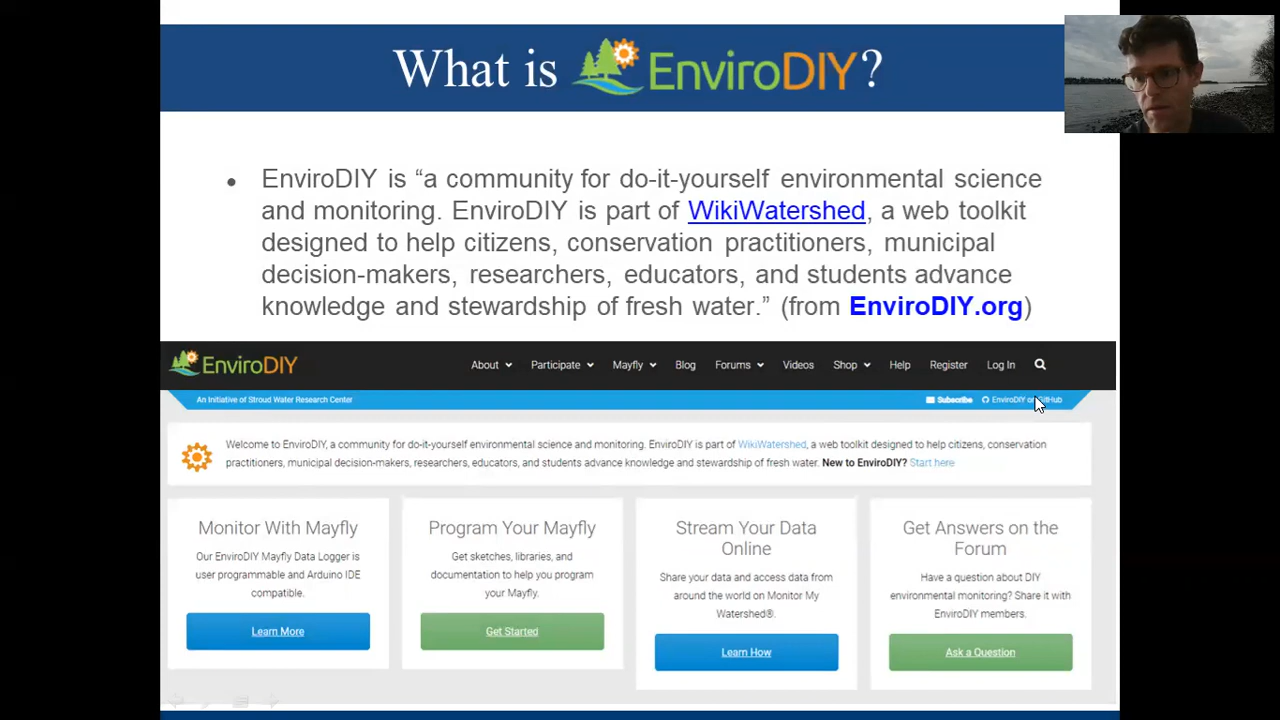 What is EnviroDIY?
• EnviroDIY is “a community for do-it-yourself environmental science
and monitoring. EnviroDIY is part of WikiWatershed, a web toolkit
designed to help citizens, conservation practitioners, municipal
decision-makers, researchers, educators, and students advance
knowledge and stewardship of fresh water.” (from EnviroDIY.org)
EnviroDIY About Participate Mayfly Blog Forums Videos Shop Help Register Log In
An Initiative of Stroud Water Research Center Subscribe EnviroDIY on GitHub
Welcome to EnviroDIY, a community for do-it-yourself environmental science and monitoring. EnviroDIY is part of WikiWatershed, a web toolkit designed to help citizens, conservation
practitioners, municipal decision-makers, researchers, educators, and students advance knowledge and stewardship of fresh water. New to EnviroDIY? Start here
Monitor With Mayfly
Our EnviroDIY Mayfly Data Logger is
user programmable and Arduino IDE
compatible.
Learn More
Program Your Mayfly
Get sketches, libraries, and
documentation to help you program
your Mayfly.
Get Started
Stream Your Data
Online
Share your data and access data from
around the world on Monitor My
Watershed®.
Learn How
Get Answers on the
Forum
Have a question about DIY
environmental monitoring? Share it with
EnviroDIY members.
Ask a Question